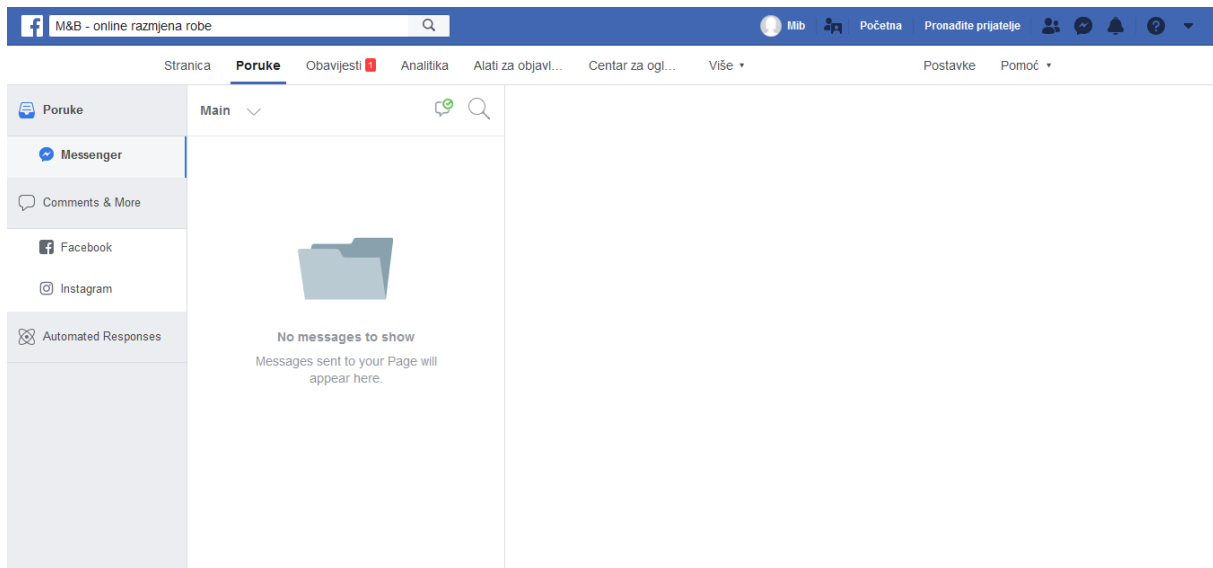 M&B - online razmjena robe
Mib
Početna
Pronađite prijatelje
Stranica
Poruke
Obavijesti 1
Analitika
Alati za objavl...
Centar za ogl...
Više
Postavke
Pomoć
Poruke
Messenger
Comments & More
Facebook
Instagram
Automated Responses
Main
No messages to show
Messages sent to your Page will
appear here.